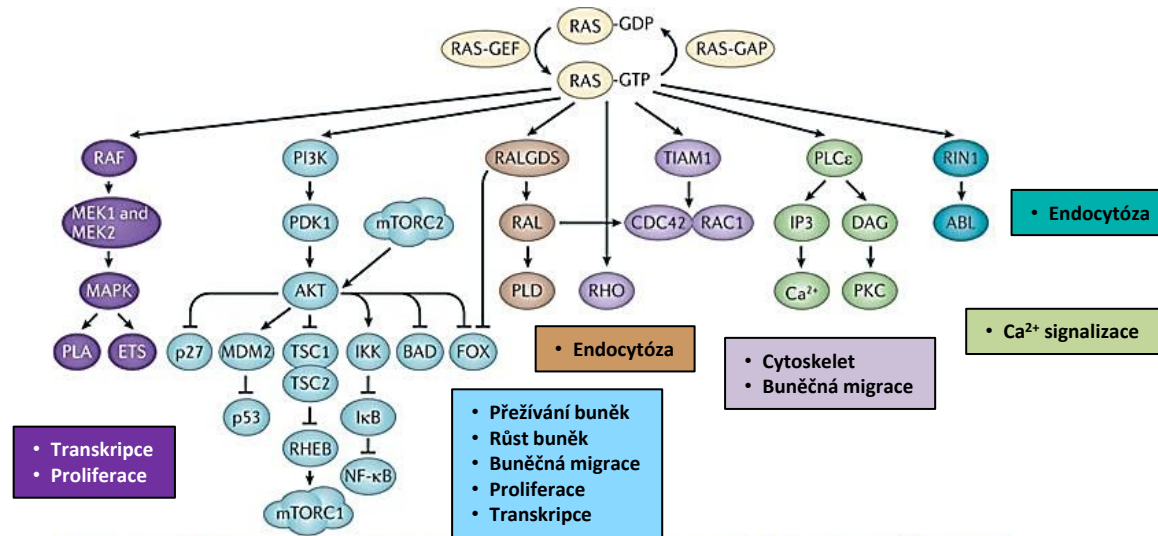 RAS -GDP
RAS-GEF
RAS-GAP
RAS -GTP
RAF
PI3K
RALGDS
TIAM1
PLCε
RIN1
MEK1 and
MEK2
PDK1
mTORC2
RAL
CDC42
RAC1
IP3
DAG
ABL
• Endocytóza
MAPK
AKT
PLD
RHO
Ca²⁺
PKC
PLA
ETS
p27
MDM2
TSC1
TSC2
IKK
BAD
FOX
• Endocytóza
• Ca²⁺ signalizace
• Cytoskelet
• Buněčná migrace
p53
RHEB
IκB
NF-κB
mTORC1
• Transkripce
• Proliferace
• Přežívání buněk
• Růst buněk
• Buněčná migrace
• Proliferace
• Transkripce